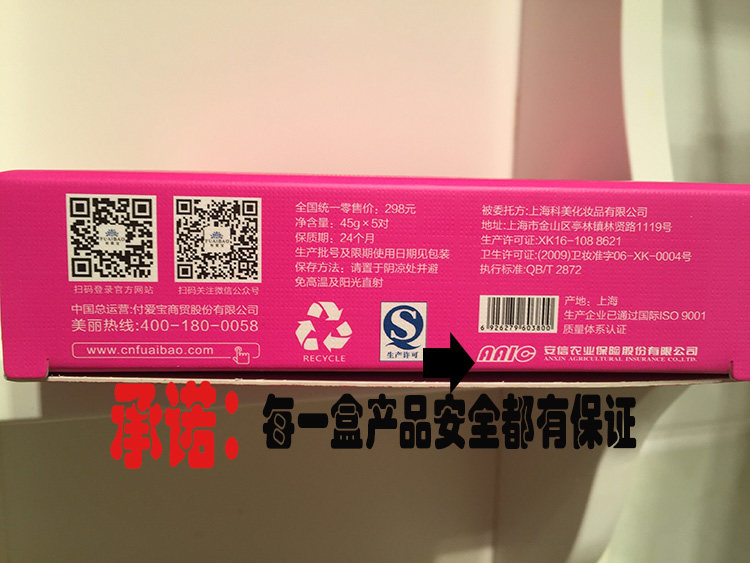 FUAIBAO
扫码登录官方网站
扫码关注微信公众号
中国总运营:付爱宝商贸股份有限公司
美丽热线:400-180-0058
www.cnfuaibao.com
全国统一零售价：298元
净含量：45g×5对
保质期：24个月
生产批号及限期使用日期见包装
保存方法：请置于阴凉处并避
免高温及阳光直射
RECYCLE
生产许可
被委托方:上海科美化妆品有限公司
地址:上海市金山区亭林镇林贤路1119号
生产许可证:XK16-108 8621
卫生许可证:(2009)卫妆准字06-XK-0004号
执行标准:QB/T 2872
6 926279 603800
产地：上海
生产企业已通过国际ISO 9001
质量体系认证
AAIC 安信农业保险股份有限公司
ANXIN AGRICULTURAL INSURANCE CO.,LTD.
承诺：每一盒产品安全都有保证